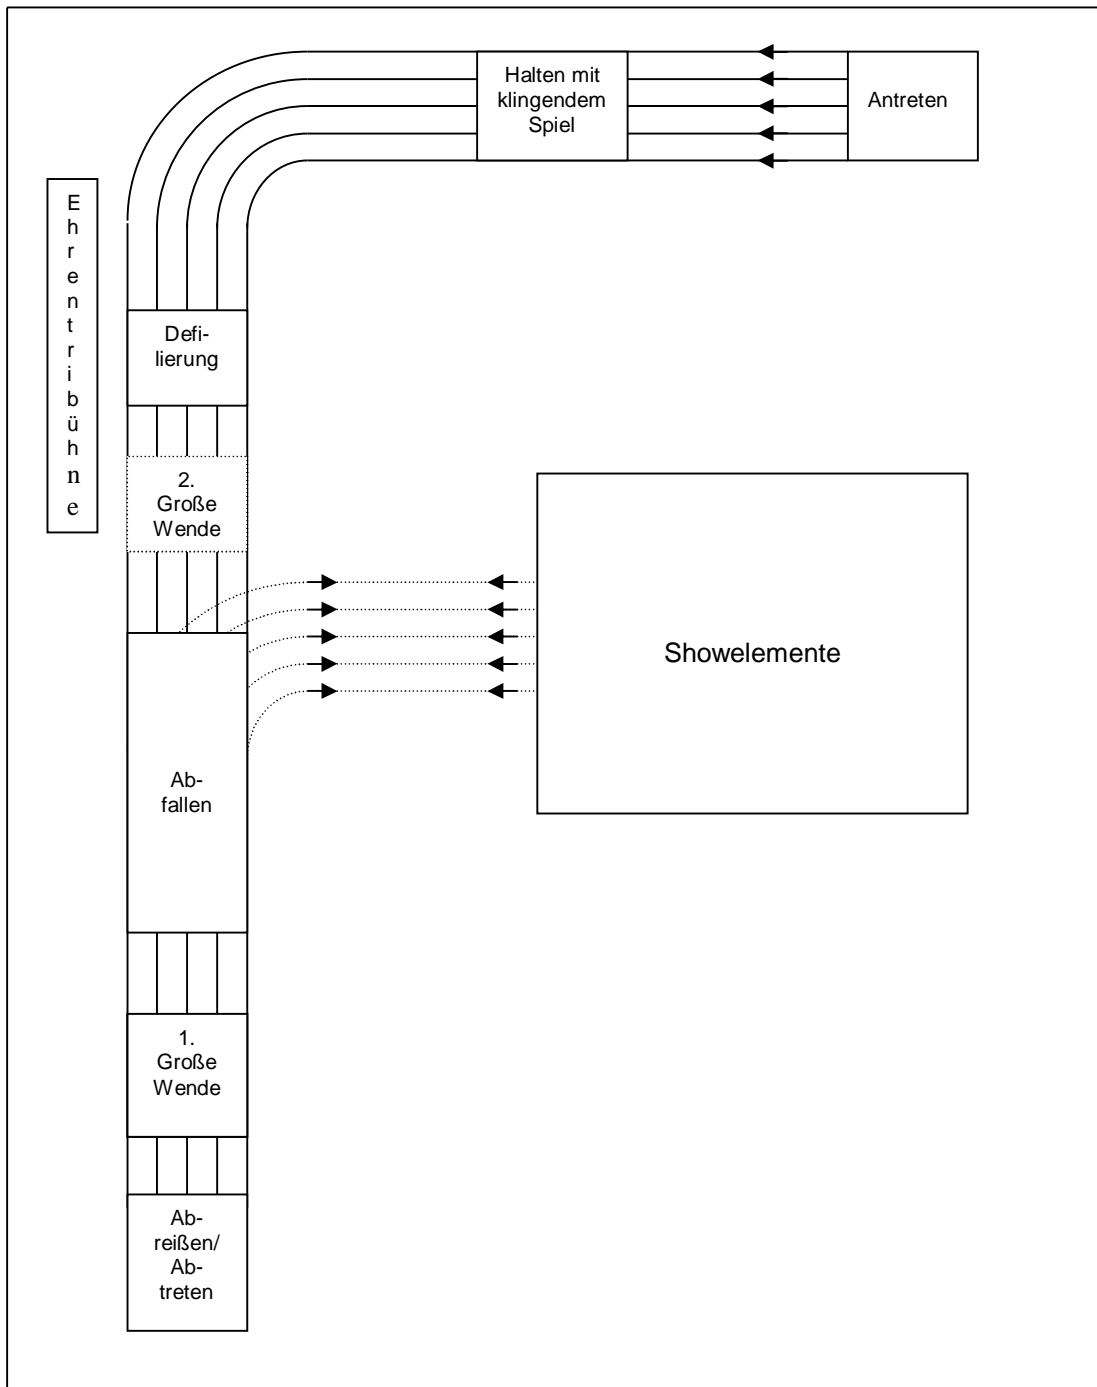 Halten mit
klingendem
Spiel
Antreten
Ehrentribühne
Defi-
lierung
2.
Große
Wende
Showelemente
Ab-
fallen
1.
Große
Wende
Ab-
reißen/
Ab-
treten